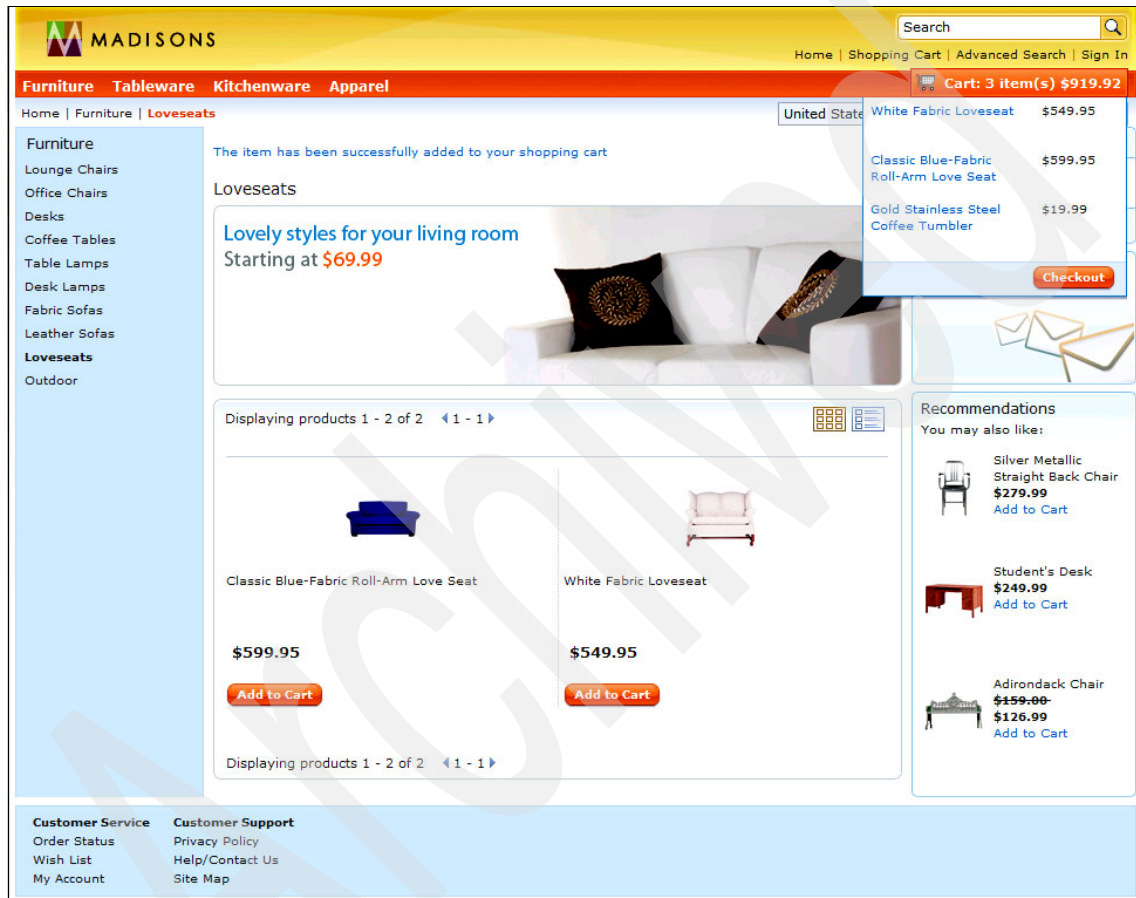 MADISONS
Search
Home | Shopping Cart | Advanced Search | Sign In
Furniture Tableware Kitchenware Apparel
Cart: 3 item(s) $919.92
Home | Furniture | Loveseats
United State
White Fabric Loveseat $549.95
Classic Blue-Fabric $599.95
Roll-Arm Love Seat
Gold Stainless Steel $19.99
Coffee Tumbler
Checkout
Furniture
Lounge Chairs
Office Chairs
Desks
Coffee Tables
Table Lamps
Desk Lamps
Fabric Sofas
Leather Sofas
Loveseats
Outdoor
The item has been successfully added to your shopping cart
Loveseats
Lovely styles for your living room
Starting at $69.99
Displaying products 1 - 2 of 2 1 - 1
Classic Blue-Fabric Roll-Arm Love Seat
$599.95
Add to Cart
White Fabric Loveseat
$549.95
Add to Cart
Displaying products 1 - 2 of 2 1 - 1
Recommendations
You may also like:
Silver Metallic
Straight Back Chair
$279.99
Add to Cart
Student's Desk
$249.99
Add to Cart
Adirondack Chair
$159.00
$126.99
Add to Cart
Customer Service
Order Status
Wish List
My Account
Customer Support
Privacy Policy
Help/Contact Us
Site Map
Archived